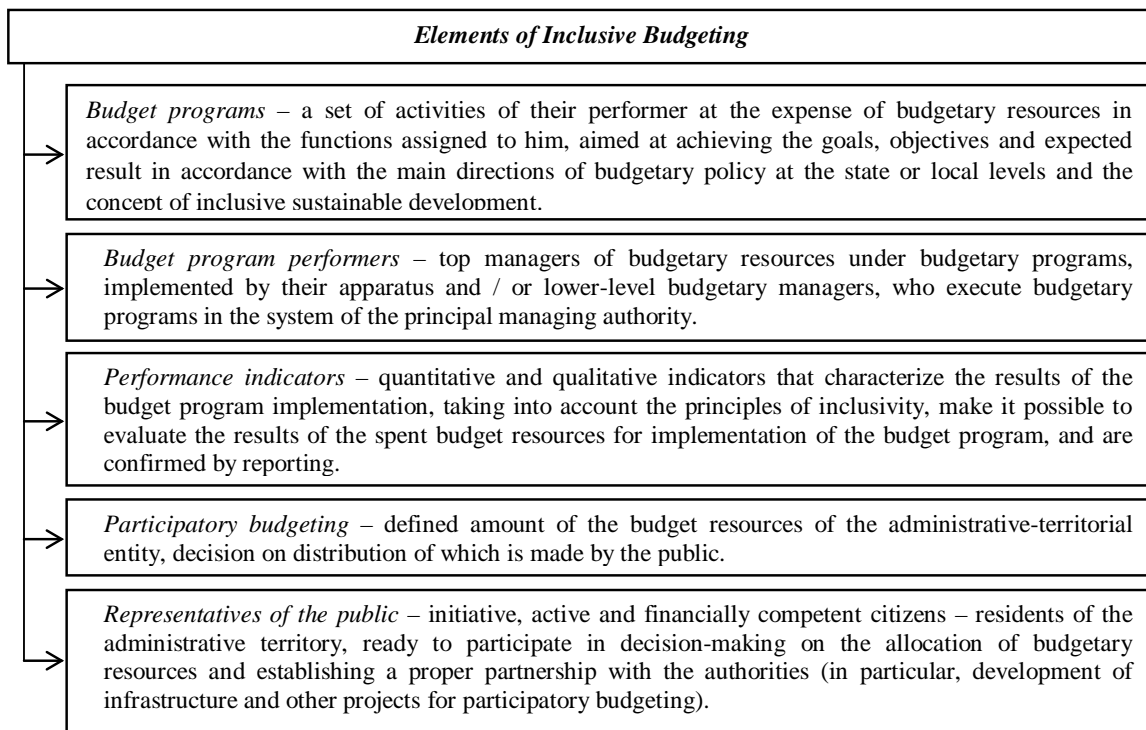 Elements of Inclusive Budgeting
Budget programs – a set of activities of their performer at the expense of budgetary resources in
accordance with the functions assigned to him, aimed at achieving the goals, objectives and expected
result in accordance with the main directions of budgetary policy at the state or local levels and the
concept of inclusive sustainable development.
Budget program performers – top managers of budgetary resources under budgetary programs,
implemented by their apparatus and / or lower-level budgetary managers, who execute budgetary
programs in the system of the principal managing authority.
Performance indicators – quantitative and qualitative indicators that characterize the results of the
budget program implementation, taking into account the principles of inclusivity, make it possible to
evaluate the results of the spent budget resources for implementation of the budget program, and are
confirmed by reporting.
Participatory budgeting – defined amount of the budget resources of the administrative-territorial
entity, decision on distribution of which is made by the public.
Representatives of the public – initiative, active and financially competent citizens – residents of the
administrative territory, ready to participate in decision-making on the allocation of budgetary
resources and establishing a proper partnership with the authorities (in particular, development of
infrastructure and other projects for participatory budgeting).